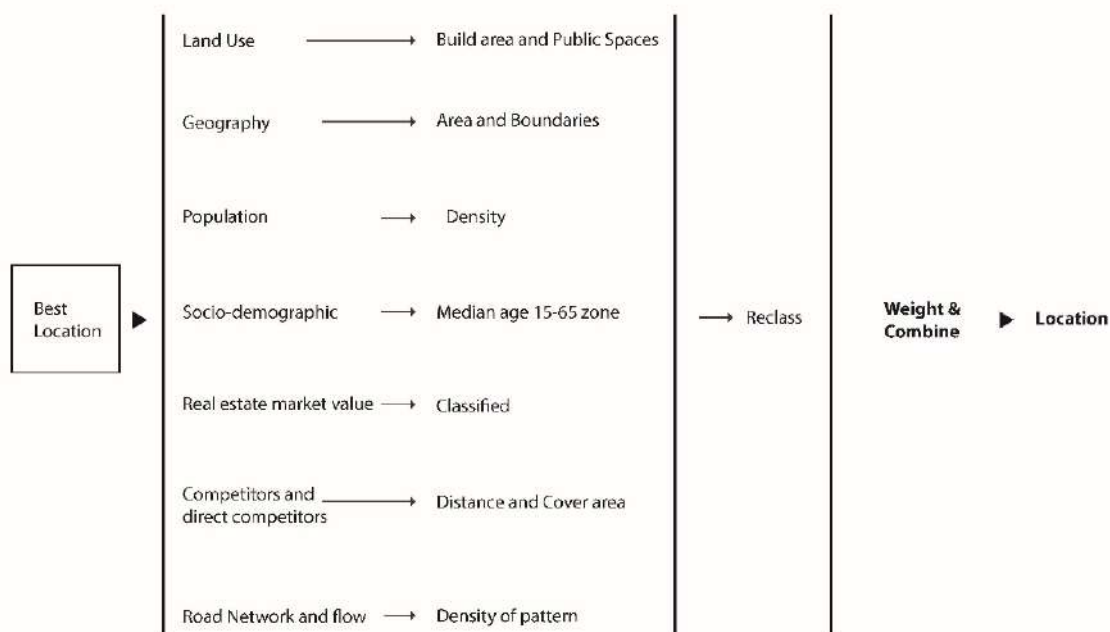 Land Use
Build area and Public Spaces
Geography
Area and Boundaries
Population
Density
Best
Location
Socio-demographic
Median age 15-65 zone
Reclass
Weight &
Combine
Location
Real estate market value
Classified
Competitors and
direct competitors
Distance and Cover area
Road Network and flow
Density of pattern